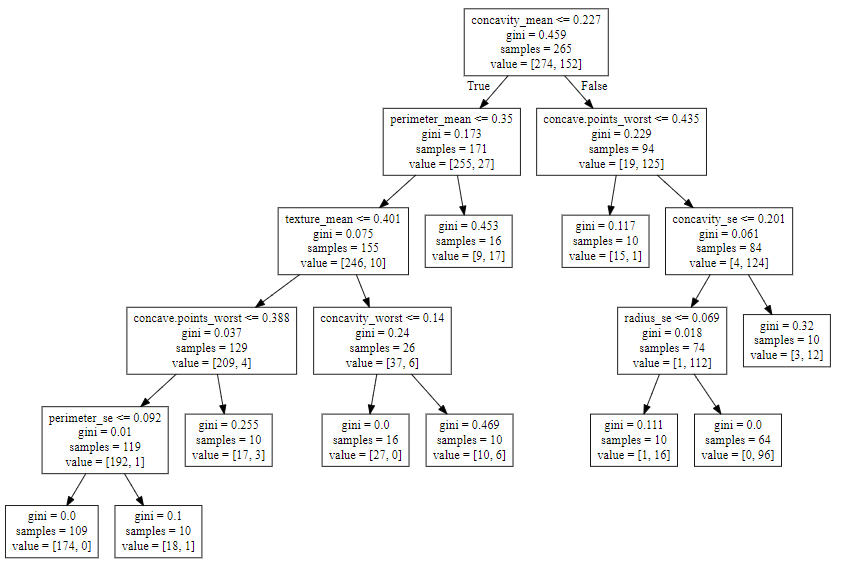 concavity_mean <= 0.227
gini = 0.459
samples = 265
value = [274, 152]
True
False
perimeter_mean <= 0.35
gini = 0.173
samples = 171
value = [255, 27]
concave.points_worst <= 0.435
gini = 0.229
samples = 94
value = [19, 125]
texture_mean <= 0.401
gini = 0.075
samples = 155
value = [246, 10]
gini = 0.453
samples = 16
value = [9, 17]
gini = 0.117
samples = 10
value = [15, 1]
concavity_se <= 0.201
gini = 0.061
samples = 84
value = [4, 124]
concave.points_worst <= 0.388
gini = 0.037
samples = 129
value = [209, 4]
concavity_worst <= 0.14
gini = 0.24
samples = 26
value = [37, 6]
radius_se <= 0.069
gini = 0.018
samples = 74
value = [1, 112]
gini = 0.32
samples = 10
value = [3, 12]
perimeter_se <= 0.092
gini = 0.01
samples = 119
value = [192, 1]
gini = 0.255
samples = 10
value = [17, 3]
gini = 0.0
samples = 16
value = [27, 0]
gini = 0.469
samples = 10
value = [10, 6]
gini = 0.111
samples = 10
value = [1, 16]
gini = 0.0
samples = 64
value = [0, 96]
gini = 0.0
samples = 109
value = [174, 0]
gini = 0.1
samples = 10
value = [18, 1]